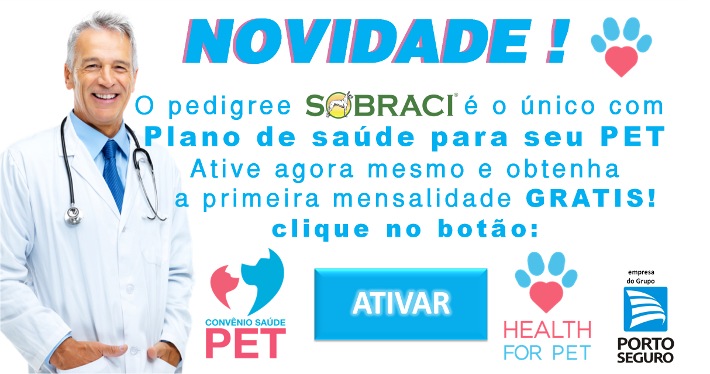 NOVIDADE !
O pedigree SOBRACI é o único com
Plano de saúde para seu PET
Ative agora mesmo e obtenha
a primeira mensalidade GRATIS!
clique no botão:
CONVÊNIO SAÚDE
PET
ATIVAR
HEALTH
FOR PET
empresa
do Grupo
PORTO
SEGURO